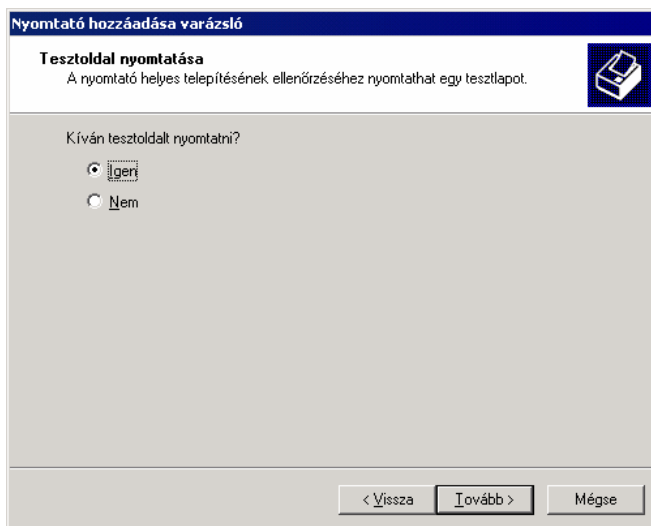 Nyomtató hozzáadása varázsló
Tesztoldal nyomtatása
A nyomtató helyes telepítésének ellenőrzéséhez nyomtathat egy tesztlapot.
Kíván tesztoldalt nyomtatni?
Igen
Nem
< Vissza
Tovább >
Mégse